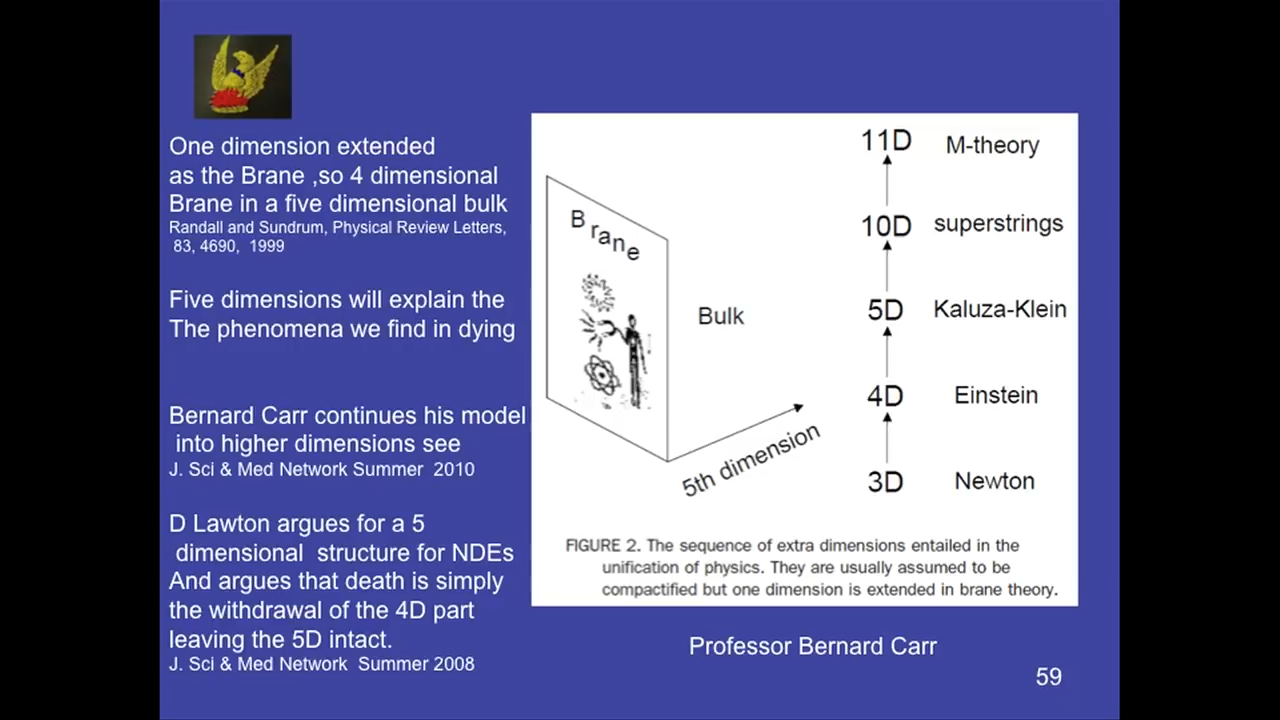 One dimension extended
as the Brane ,so 4 dimensional
Brane in a five dimensional bulk
Randall and Sundrum, Physical Review Letters,
83, 4690, 1999
Five dimensions will explain the
The phenomena we find in dying
Bernard Carr continues his model
into higher dimensions see
J. Sci & Med Network Summer 2010
D Lawton argues for a 5
dimensional structure for NDEs
And argues that death is simply
the withdrawal of the 4D part
leaving the 5D intact.
J. Sci & Med Network Summer 2008
Brane
Bulk
5th dimension
11D M-theory
10D superstrings
5D Kaluza-Klein
4D Einstein
3D Newton
FIGURE 2. The sequence of extra dimensions entailed in the
unification of physics. They are usually assumed to be
compactified but one dimension is extended in brane theory.
Professor Bernard Carr
59